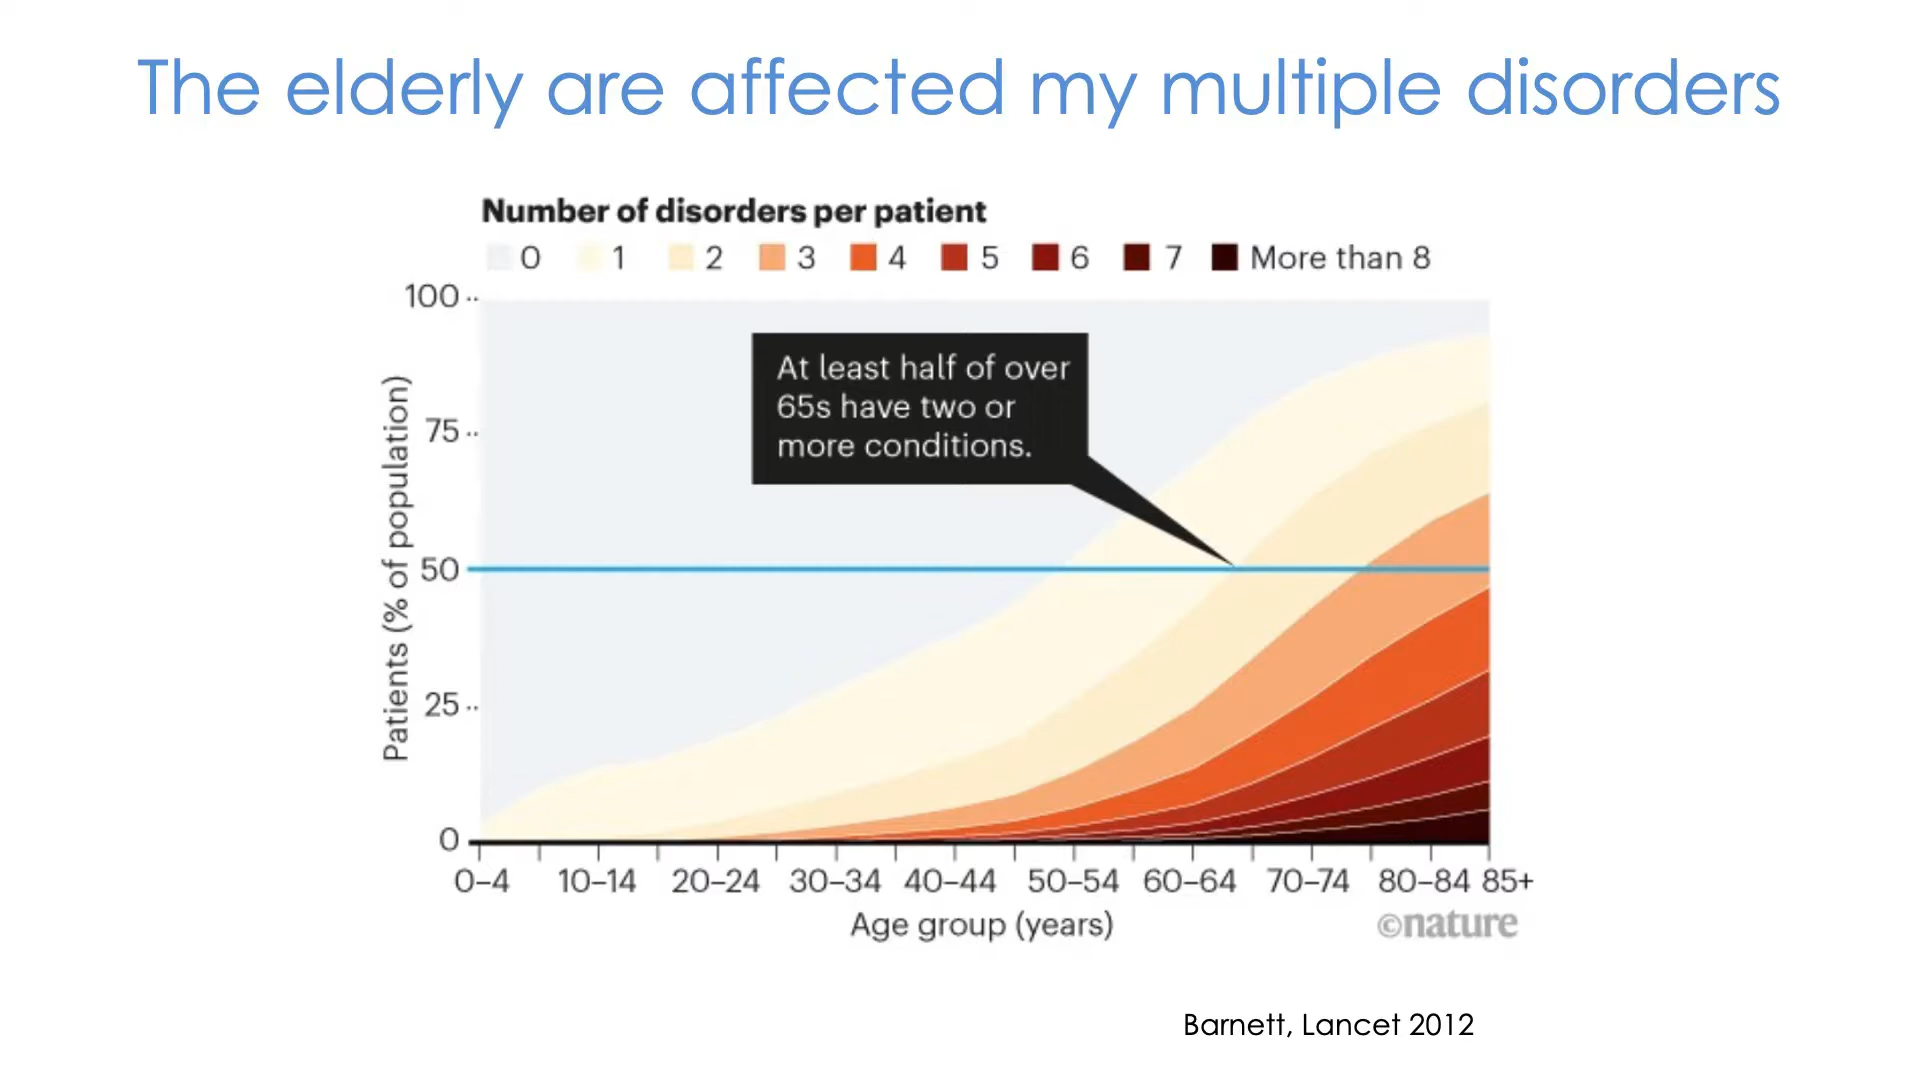 The elderly are affected my multiple disorders
Number of disorders per patient
0 1 2 3 4 5 6 7 More than 8
100
75
50
25
0
Patients (% of population)
At least half of over
65s have two or
more conditions.
0–4 10–14 20–24 30–34 40–44 50–54 60–64 70–74 80–84 85+
Age group (years)
©nature
Barnett, Lancet 2012